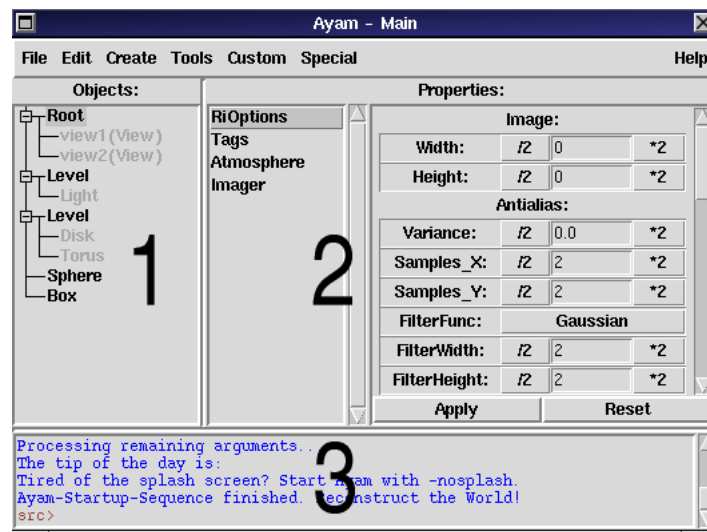 Ayam - Main
File Edit Create Tools Custom Special Help
Objects:
Root
view1(View)
view2(View)
Level
Light
Level
Disk
Torus
Sphere
Box
1
Properties:
RiOptions
Tags
Atmosphere
Imager
2
Image:
Width: /2 0 *2
Height: /2 0 *2
Antialias:
Variance: /2 0.0 *2
Samples_X: /2 2 *2
Samples_Y: /2 2 *2
FilterFunc: Gaussian
FilterWidth: /2 2 *2
FilterHeight: /2 2 *2
Apply Reset
Processing remaining arguments..
The tip of the day is:
Tired of the splash screen? Start Ayam with -nosplash.
Ayam-Startup-Sequence finished. Reconstruct the World!
src>
3